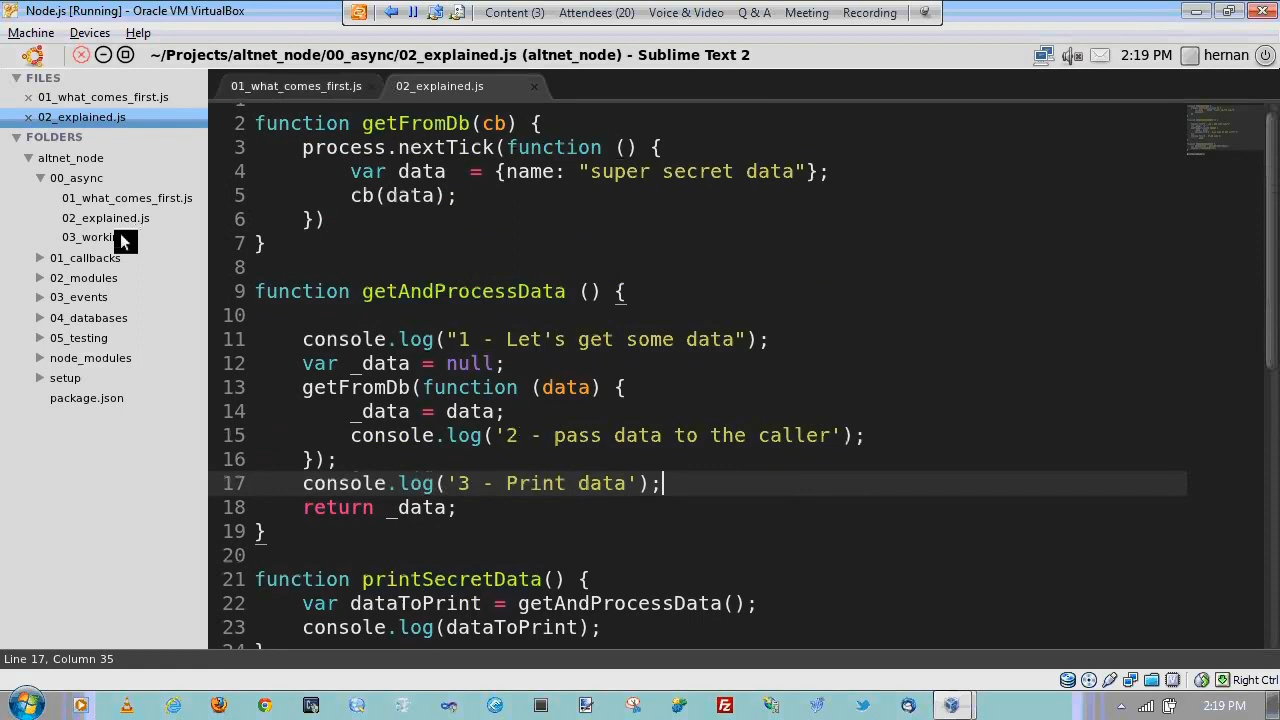 Node.js [Running] - Oracle VM VirtualBox
Content (3) Attendees (20) Voice & Video Q & A Meeting Recording
Machine Devices Help
~/Projects/altnet_node/00_async/02_explained.js (altnet_node) - Sublime Text 2
2:19 PM hernan
FILES
01_what_comes_first.js
02_explained.js
FOLDERS
altnet_node
00_async
01_what_comes_first.js
02_explained.js
01_callbacks
02_modules
03_events
04_databases
05_testing
node_modules
setup
package.json
01_what_comes_first.js 02_explained.js
2 function getFromDb(cb) {
3 process.nextTick(function () {
4 var data  = {name: "super secret data"};
5 cb(data);
6 })
7 }
8
9 function getAndProcessData () {
10
11 console.log("1 - Let's get some data");
12 var _data = null;
13 getFromDb(function (data) {
14 _data = data;
15 console.log('2 - pass data to the caller');
16 });
17 console.log('3 - Print data');
18 return _data;
19 }
20
21 function printSecretData() {
22 var dataToPrint = getAndProcessData();
23 console.log(dataToPrint);
Line 17, Column 35
Right Ctrl
2:19 PM